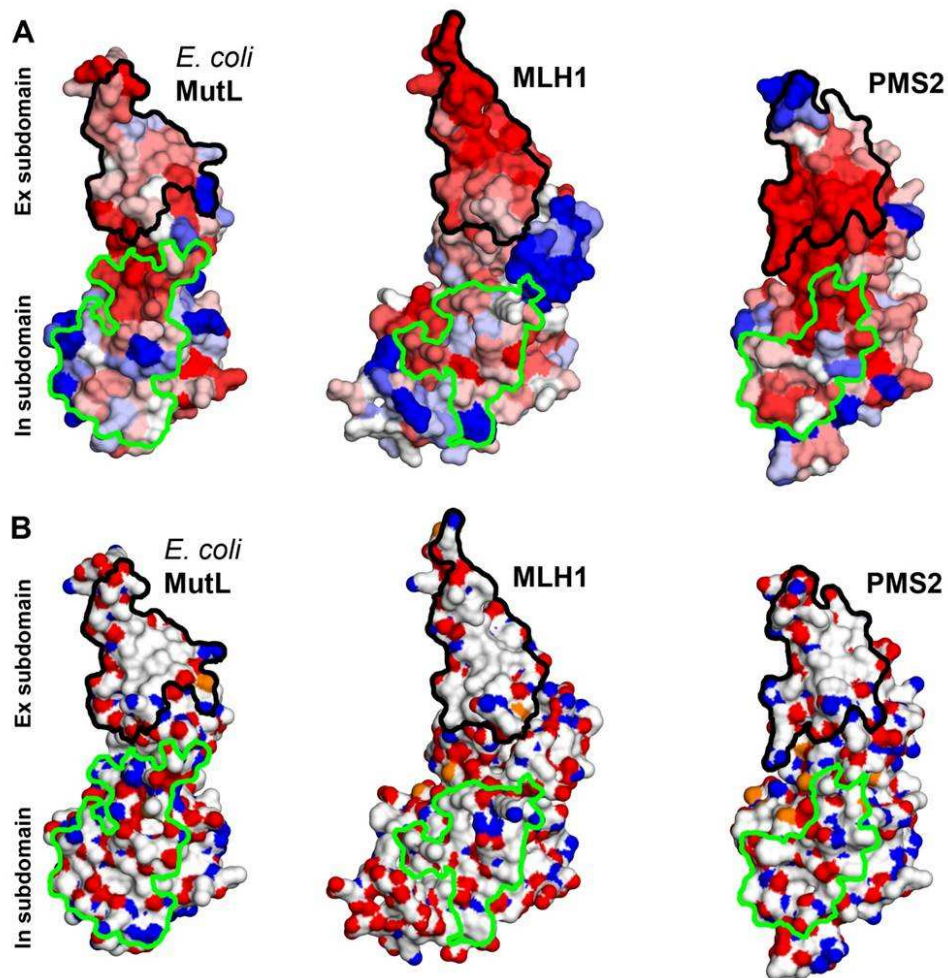 A
E. coli
MutL
MLH1
PMS2
Ex subdomain
In subdomain
B
E. coli
MutL
MLH1
PMS2
Ex subdomain
In subdomain